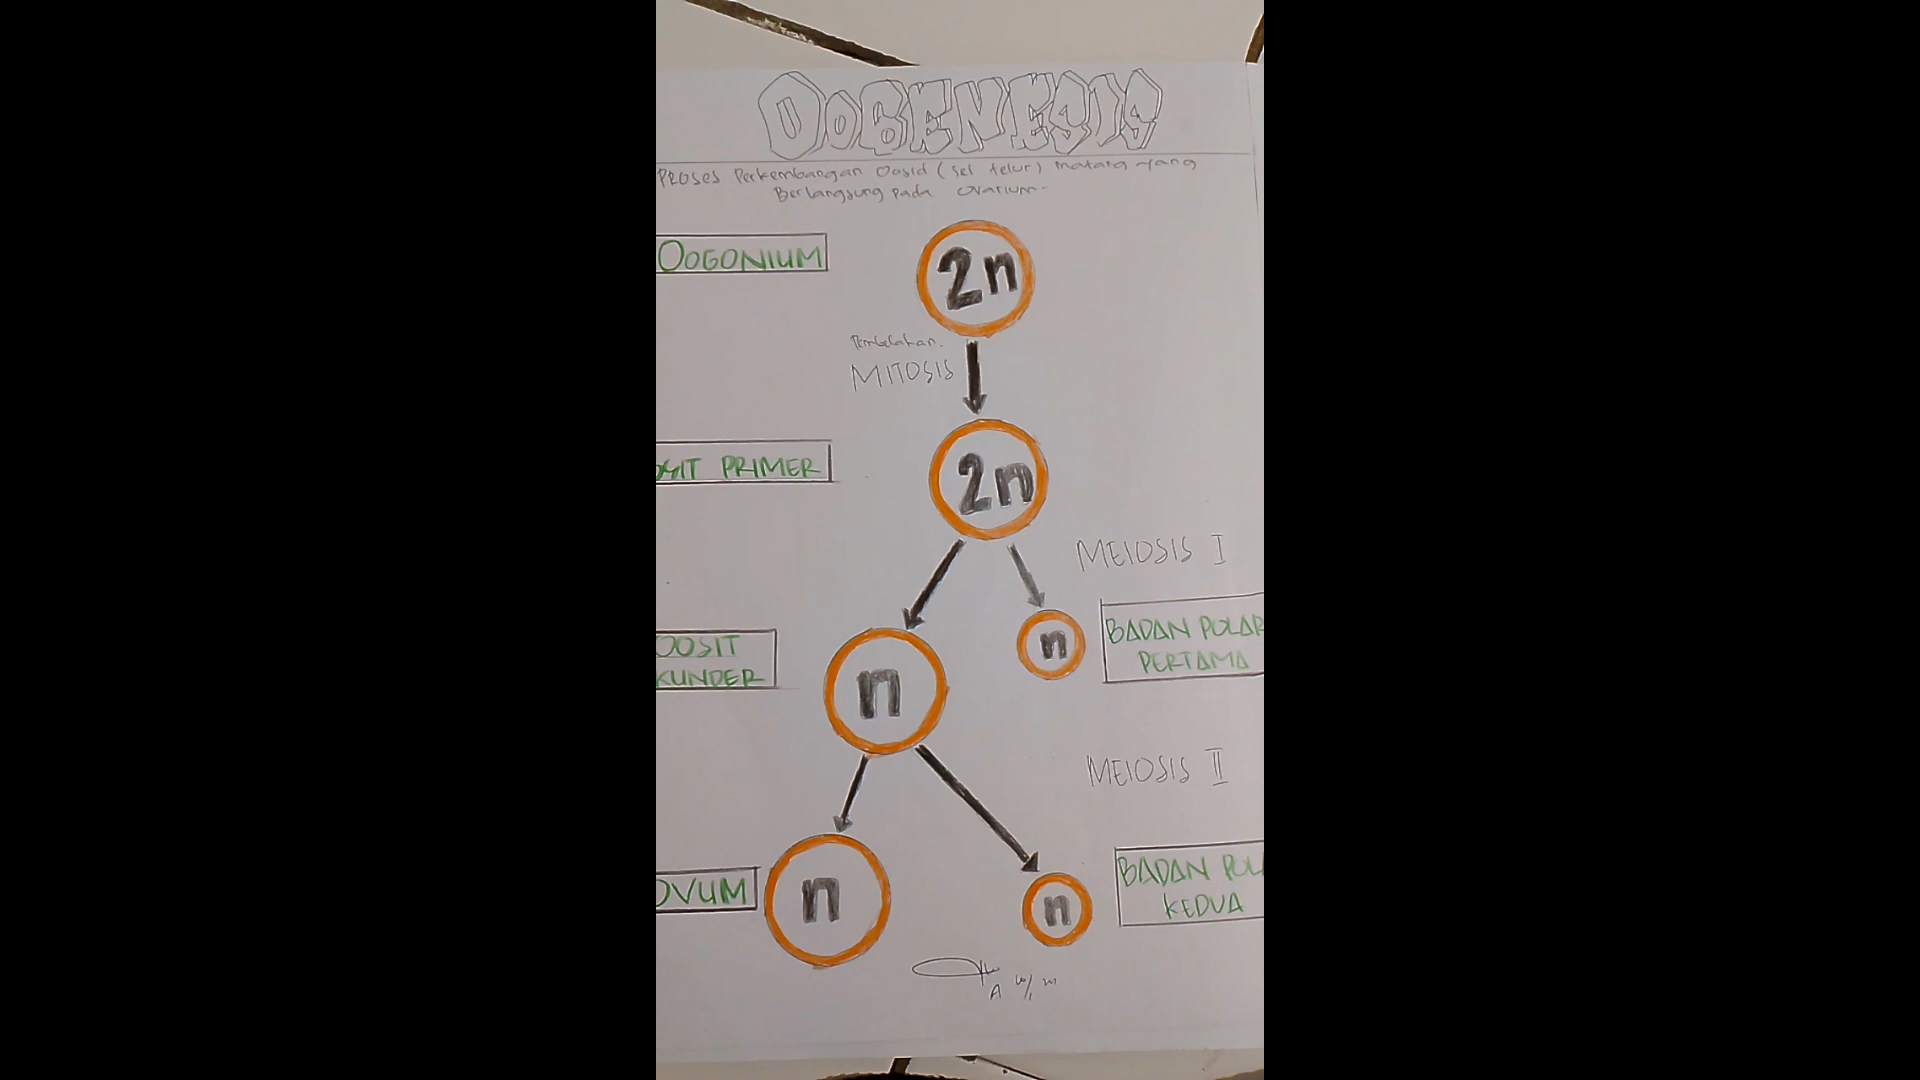 OOGENESIS
PROSES Perkembangan Oosid (sel telur) matang yang
Berlangsung pada Ovarium-
OOGONIUM
2n
Pembelahan.
MITOSIS
2n
OSIT PRIMER
MEIOSIS I
n
BADAN POLAR
PERTAMA
OOSIT
KUNDER
n
MEIOSIS II
OVUM
n
n
BADAN POL
KEDUA